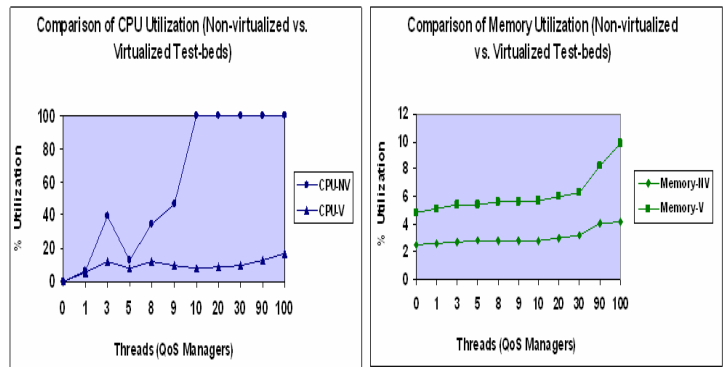 Comparison of CPU Utilization (Non-virtualized vs.
Virtualized Test-beds)
% Utilization
100
80
60
40
20
0
0 1 3 5 8 9 10 20 30 90 100
Threads (QoS Managers)
CPU-NV
CPU-V
Comparison of Memory Utilization (Non-virtualized
vs. Virtualized Test-beds)
% Utilization
12
10
8
6
4
2
0
0 1 3 5 8 9 10 20 30 90 100
Threads (QoS Managers)
Memory-NV
Memory-V